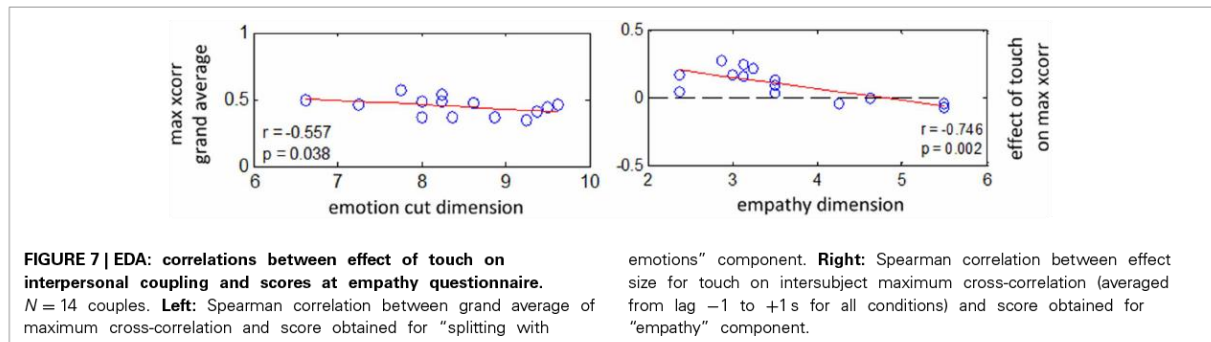 max xcorr
grand average
1
0.5
0
r = -0.557
p = 0.038
6
7
8
9
10
emotion cut dimension
0.5
0
-0.5
r = -0.746
p = 0.002
2
3
4
5
6
empathy dimension
effect of touch
on max xcorr
FIGURE 7 | EDA: correlations between effect of touch on
interpersonal coupling and scores at empathy questionnaire.
N = 14 couples. Left: Spearman correlation between grand average of
maximum cross-correlation and score obtained for “splitting with
emotions” component. Right: Spearman correlation between effect
size for touch on intersubject maximum cross-correlation (averaged
from lag −1 to +1 s for all conditions) and score obtained for
“empathy” component.